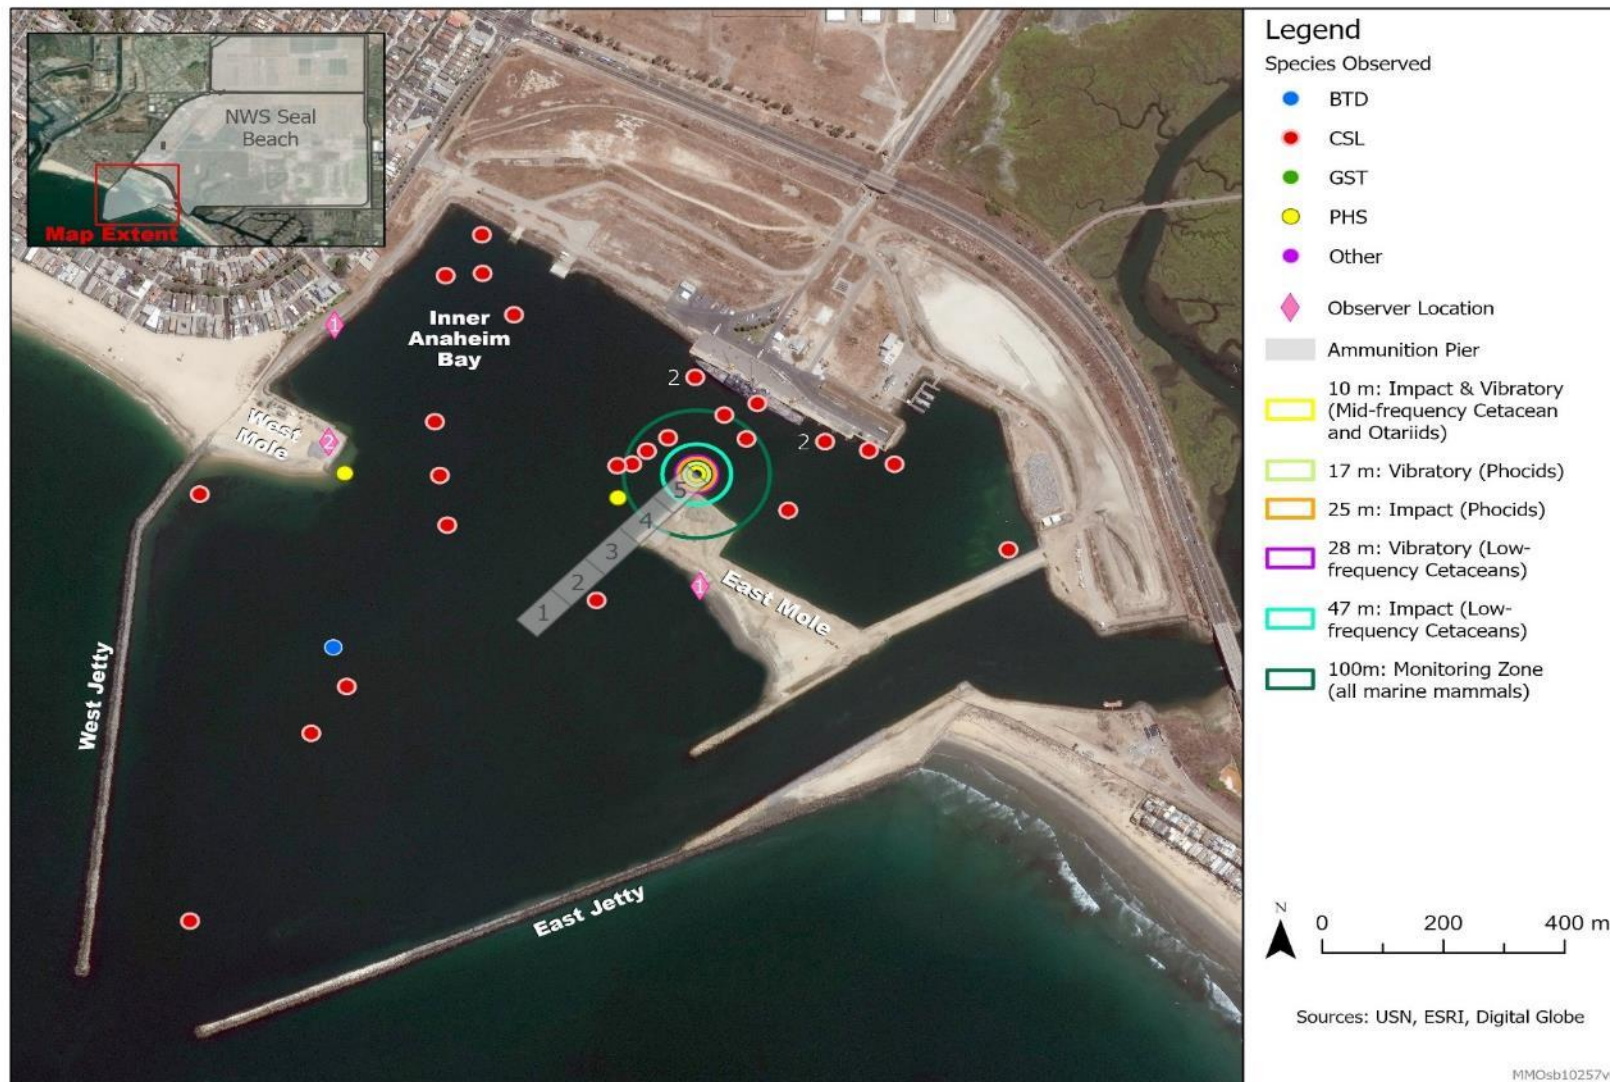 NWS Seal
Beach
Map Extent
Inner
Anaheim
Bay
1
West
Mole
2
2
2
5
4
3
2
1
1
East Mole
West Jetty
East Jetty
Legend
Species Observed
BTD
CSL
GST
PHS
Other
Observer Location
Ammunition Pier
10 m: Impact & Vibratory
(Mid-frequency Cetacean
and Otariids)
17 m: Vibratory (Phocids)
25 m: Impact (Phocids)
28 m: Vibratory (Low-
frequency Cetaceans)
47 m: Impact (Low-
frequency Cetaceans)
100m: Monitoring Zone
(all marine mammals)
N
0 200 400 m
Sources: USN, ESRI, Digital Globe